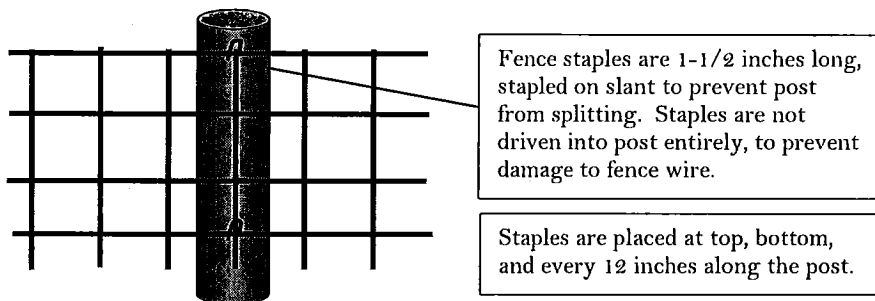 Fence staples are 1-1/2 inches long,
stapled on slant to prevent post
from splitting.  Staples are not
driven into post entirely, to prevent
damage to fence wire.
Staples are placed at top, bottom,
and every 12 inches along the post.